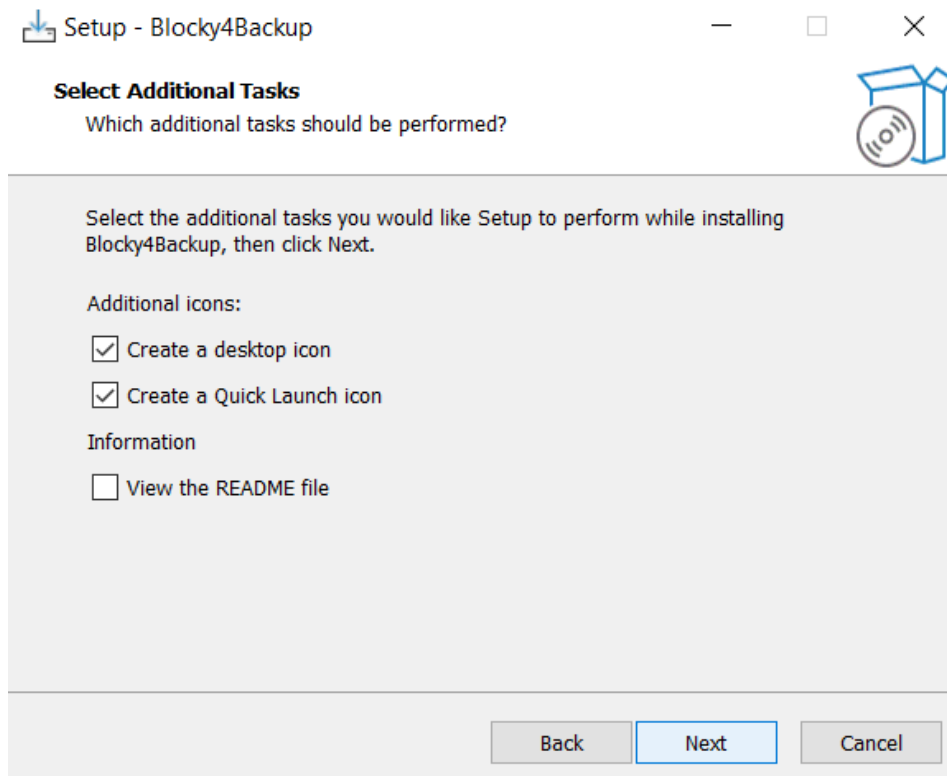 Setup - Blocky4Backup
Select Additional Tasks
Which additional tasks should be performed?
Select the additional tasks you would like Setup to perform while installing
Blocky4Backup, then click Next.
Additional icons:
Create a desktop icon
Create a Quick Launch icon
Information
View the README file
Back Next Cancel